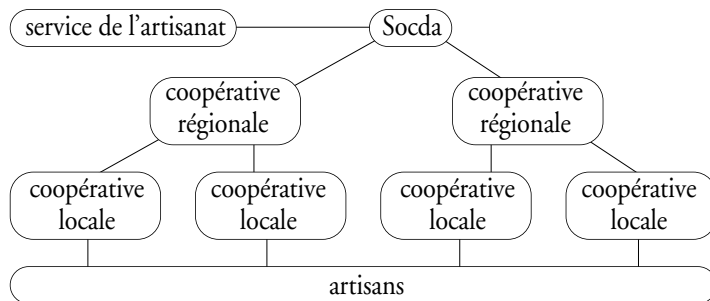 service de l’artisanat
Socda
coopérative
régionale
coopérative
régionale
coopérative
locale
coopérative
locale
coopérative
locale
coopérative
locale
artisans